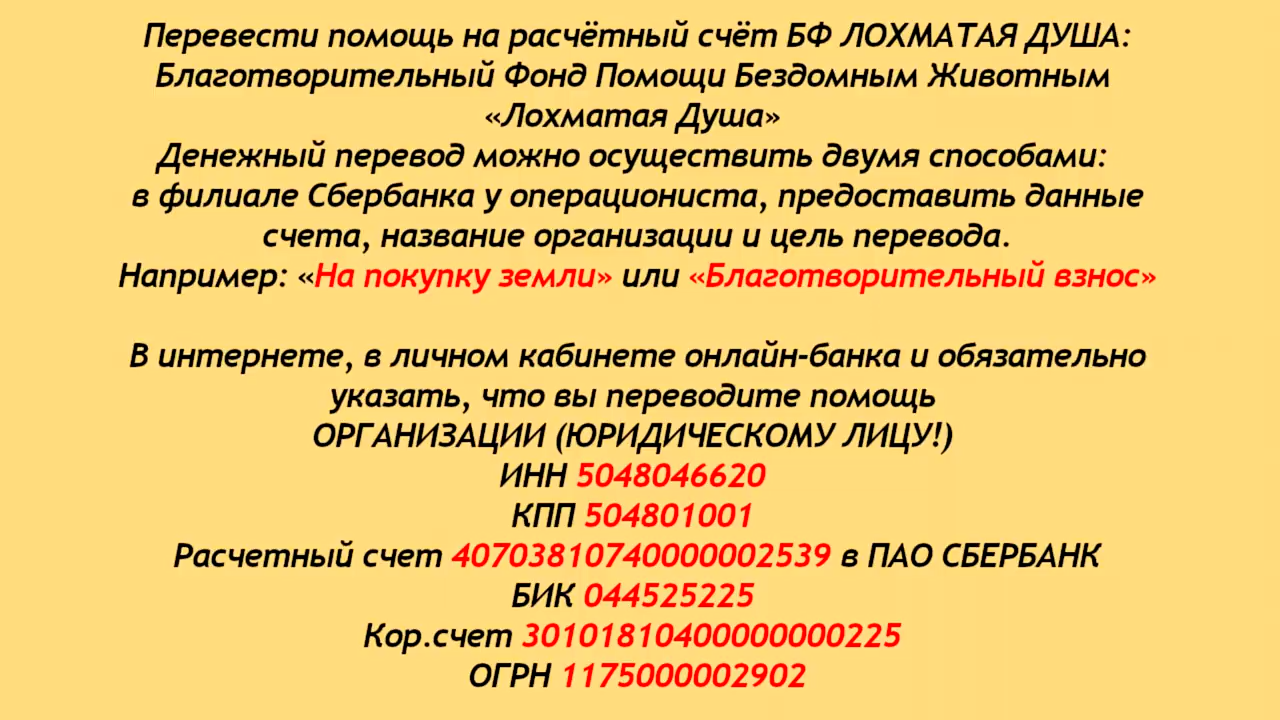 Перевести помощь на расчётный счёт БФ ЛОХМАТАЯ ДУША:
Благотворительный Фонд Помощи Бездомным Животным
«Лохматая Душа»
Денежный перевод можно осуществить двумя способами:
в филиале Сбербанка у операциониста, предоставить данные
счета, название организации и цель перевода.
Например: «На покупку земли» или «Благотворительный взнос»
В интернете, в личном кабинете онлайн-банка и обязательно
указать, что вы переводите помощь
ОРГАНИЗАЦИИ (ЮРИДИЧЕСКОМУ ЛИЦУ!)
ИНН 5048046620
КПП 504801001
Расчетный счет 40703810740000002539 в ПАО СБЕРБАНК
БИК 044525225
Кор.счет 30101810400000000225
ОГРН 1175000002902